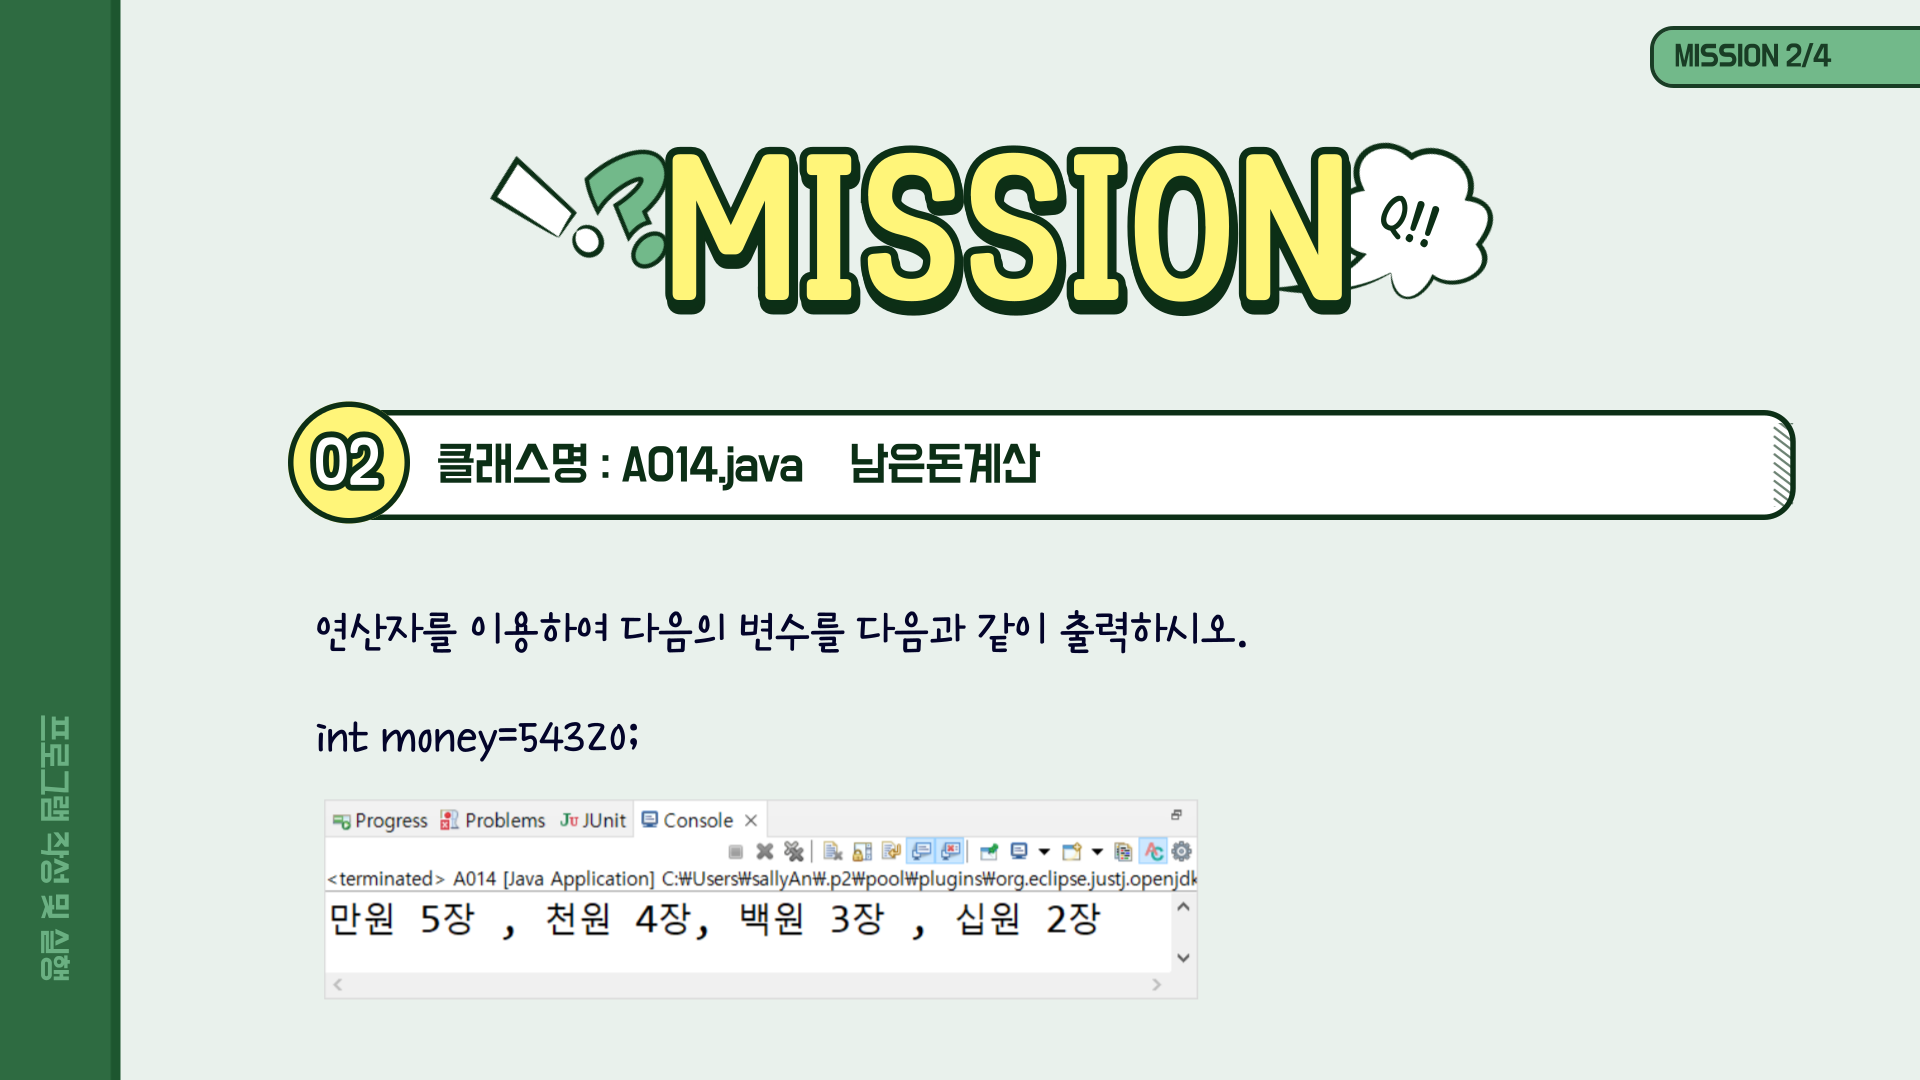 MISSION 2/4
MISSION
Q!!
02
클래스명 : A014.java 남은돈계산
연산자를 이용하여 다음의 변수를 다음과 같이 출력하시오.
int money=54320;
Progress Problems JUnit Console
<terminated> A014 [Java Application] C:₩Users₩sallyAn₩.p2₩pool₩plugins₩org.eclipse.justj.openjdk
만원 5장 , 천원 4장, 백원 3장 , 십원 2장
프로그램 작성 및 실행